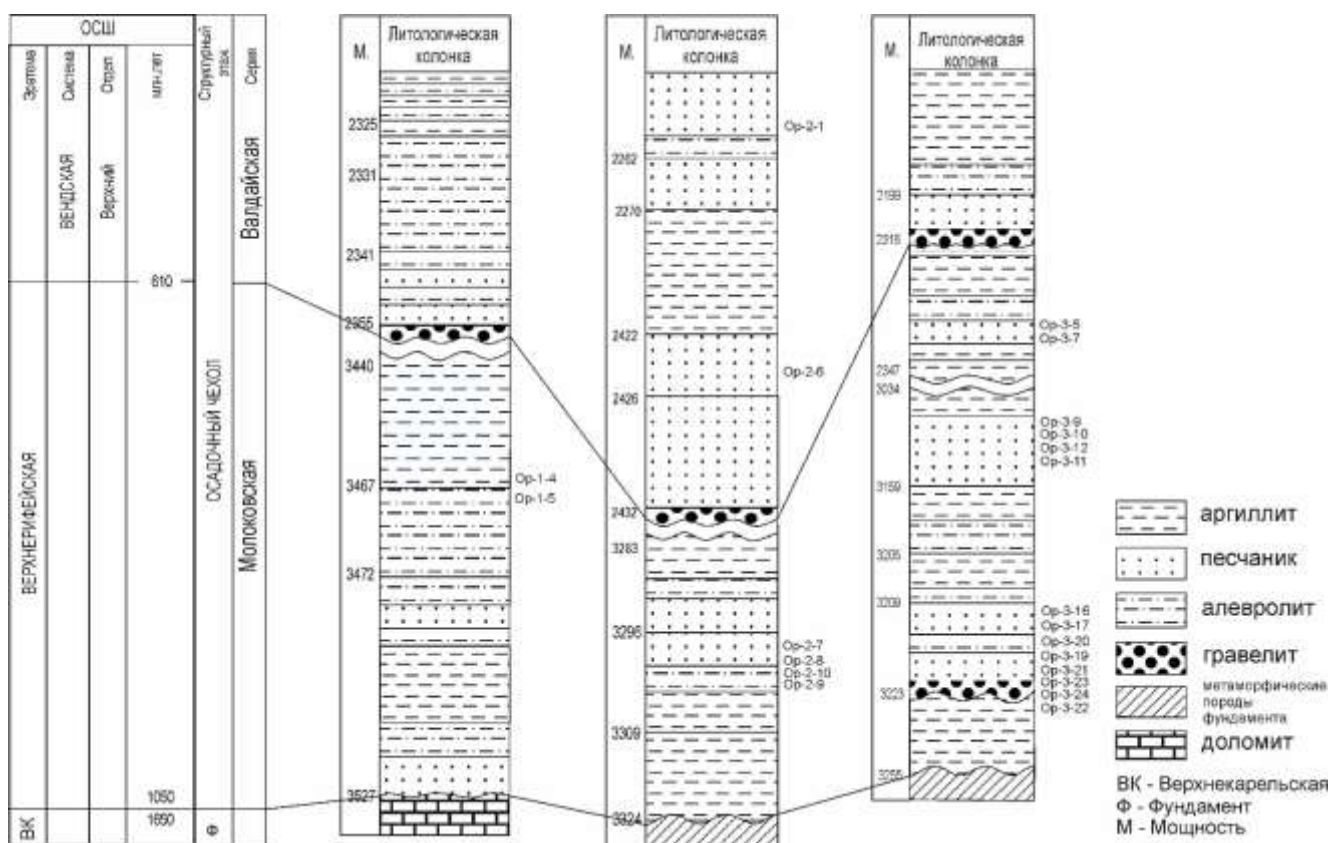 ОСШ
Эратема
Система
Отдел
млн.лет
Структурный этаж
Серия
ВЕНДСКАЯ
Верхний
Валдайская
610
ВЕРХНЕРИФЕЙСКАЯ
ОСАДОЧНЫЙ ЧЕХОЛ
Молоковская
1050
1650
ВК
Ф
М.
Литологическая
колонка
2325
2331
2341
2355
3440
3467
3472
3527
Ор-1-4
Ор-1-5
М.
Литологическая
колонка
2262
2270
2422
2426
2432
3283
3295
3309
3324
Ор-2-1
Ор-2-6
Ор-2-7
Ор-2-8
Ор-2-10
Ор-2-9
М.
Литологическая
колонка
2199
2347
3034
3159
3205
3209
3223
3255
Ор-3-5
Ор-3-7
Ор-3-9
Ор-3-10
Ор-3-12
Ор-3-11
Ор-3-16
Ор-3-17
Ор-3-20
Ор-3-19
Ор-3-21
Ор-3-23
Ор-3-24
Ор-3-22
аргиллит
песчаник
алевролит
гравелит
метаморфические
породы
фундамента
доломит
ВК - Верхнекарельская
Ф - Фундамент
М - Мощность